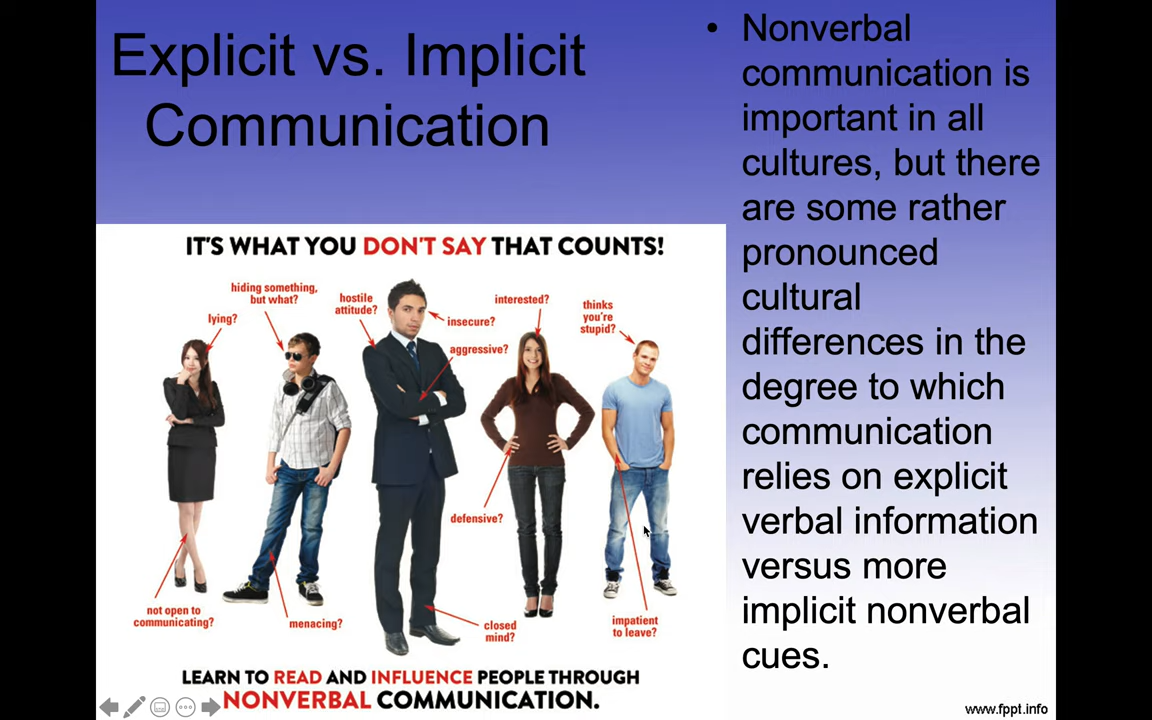 Explicit vs. Implicit
Communication
IT'S WHAT YOU DON'T SAY THAT COUNTS!
lying?
hiding something,
but what?
hostile
attitude?
insecure?
aggressive?
interested?
thinks
you're
stupid?
defensive?
not open to
communicating?
menacing?
closed
mind?
impatient
to leave?
LEARN TO READ AND INFLUENCE PEOPLE THROUGH
NONVERBAL COMMUNICATION.
• Nonverbal
communication is
important in all
cultures, but there
are some rather
pronounced
cultural
differences in the
degree to which
communication
relies on explicit
verbal information
versus more
implicit nonverbal
cues.
www.fppt.info